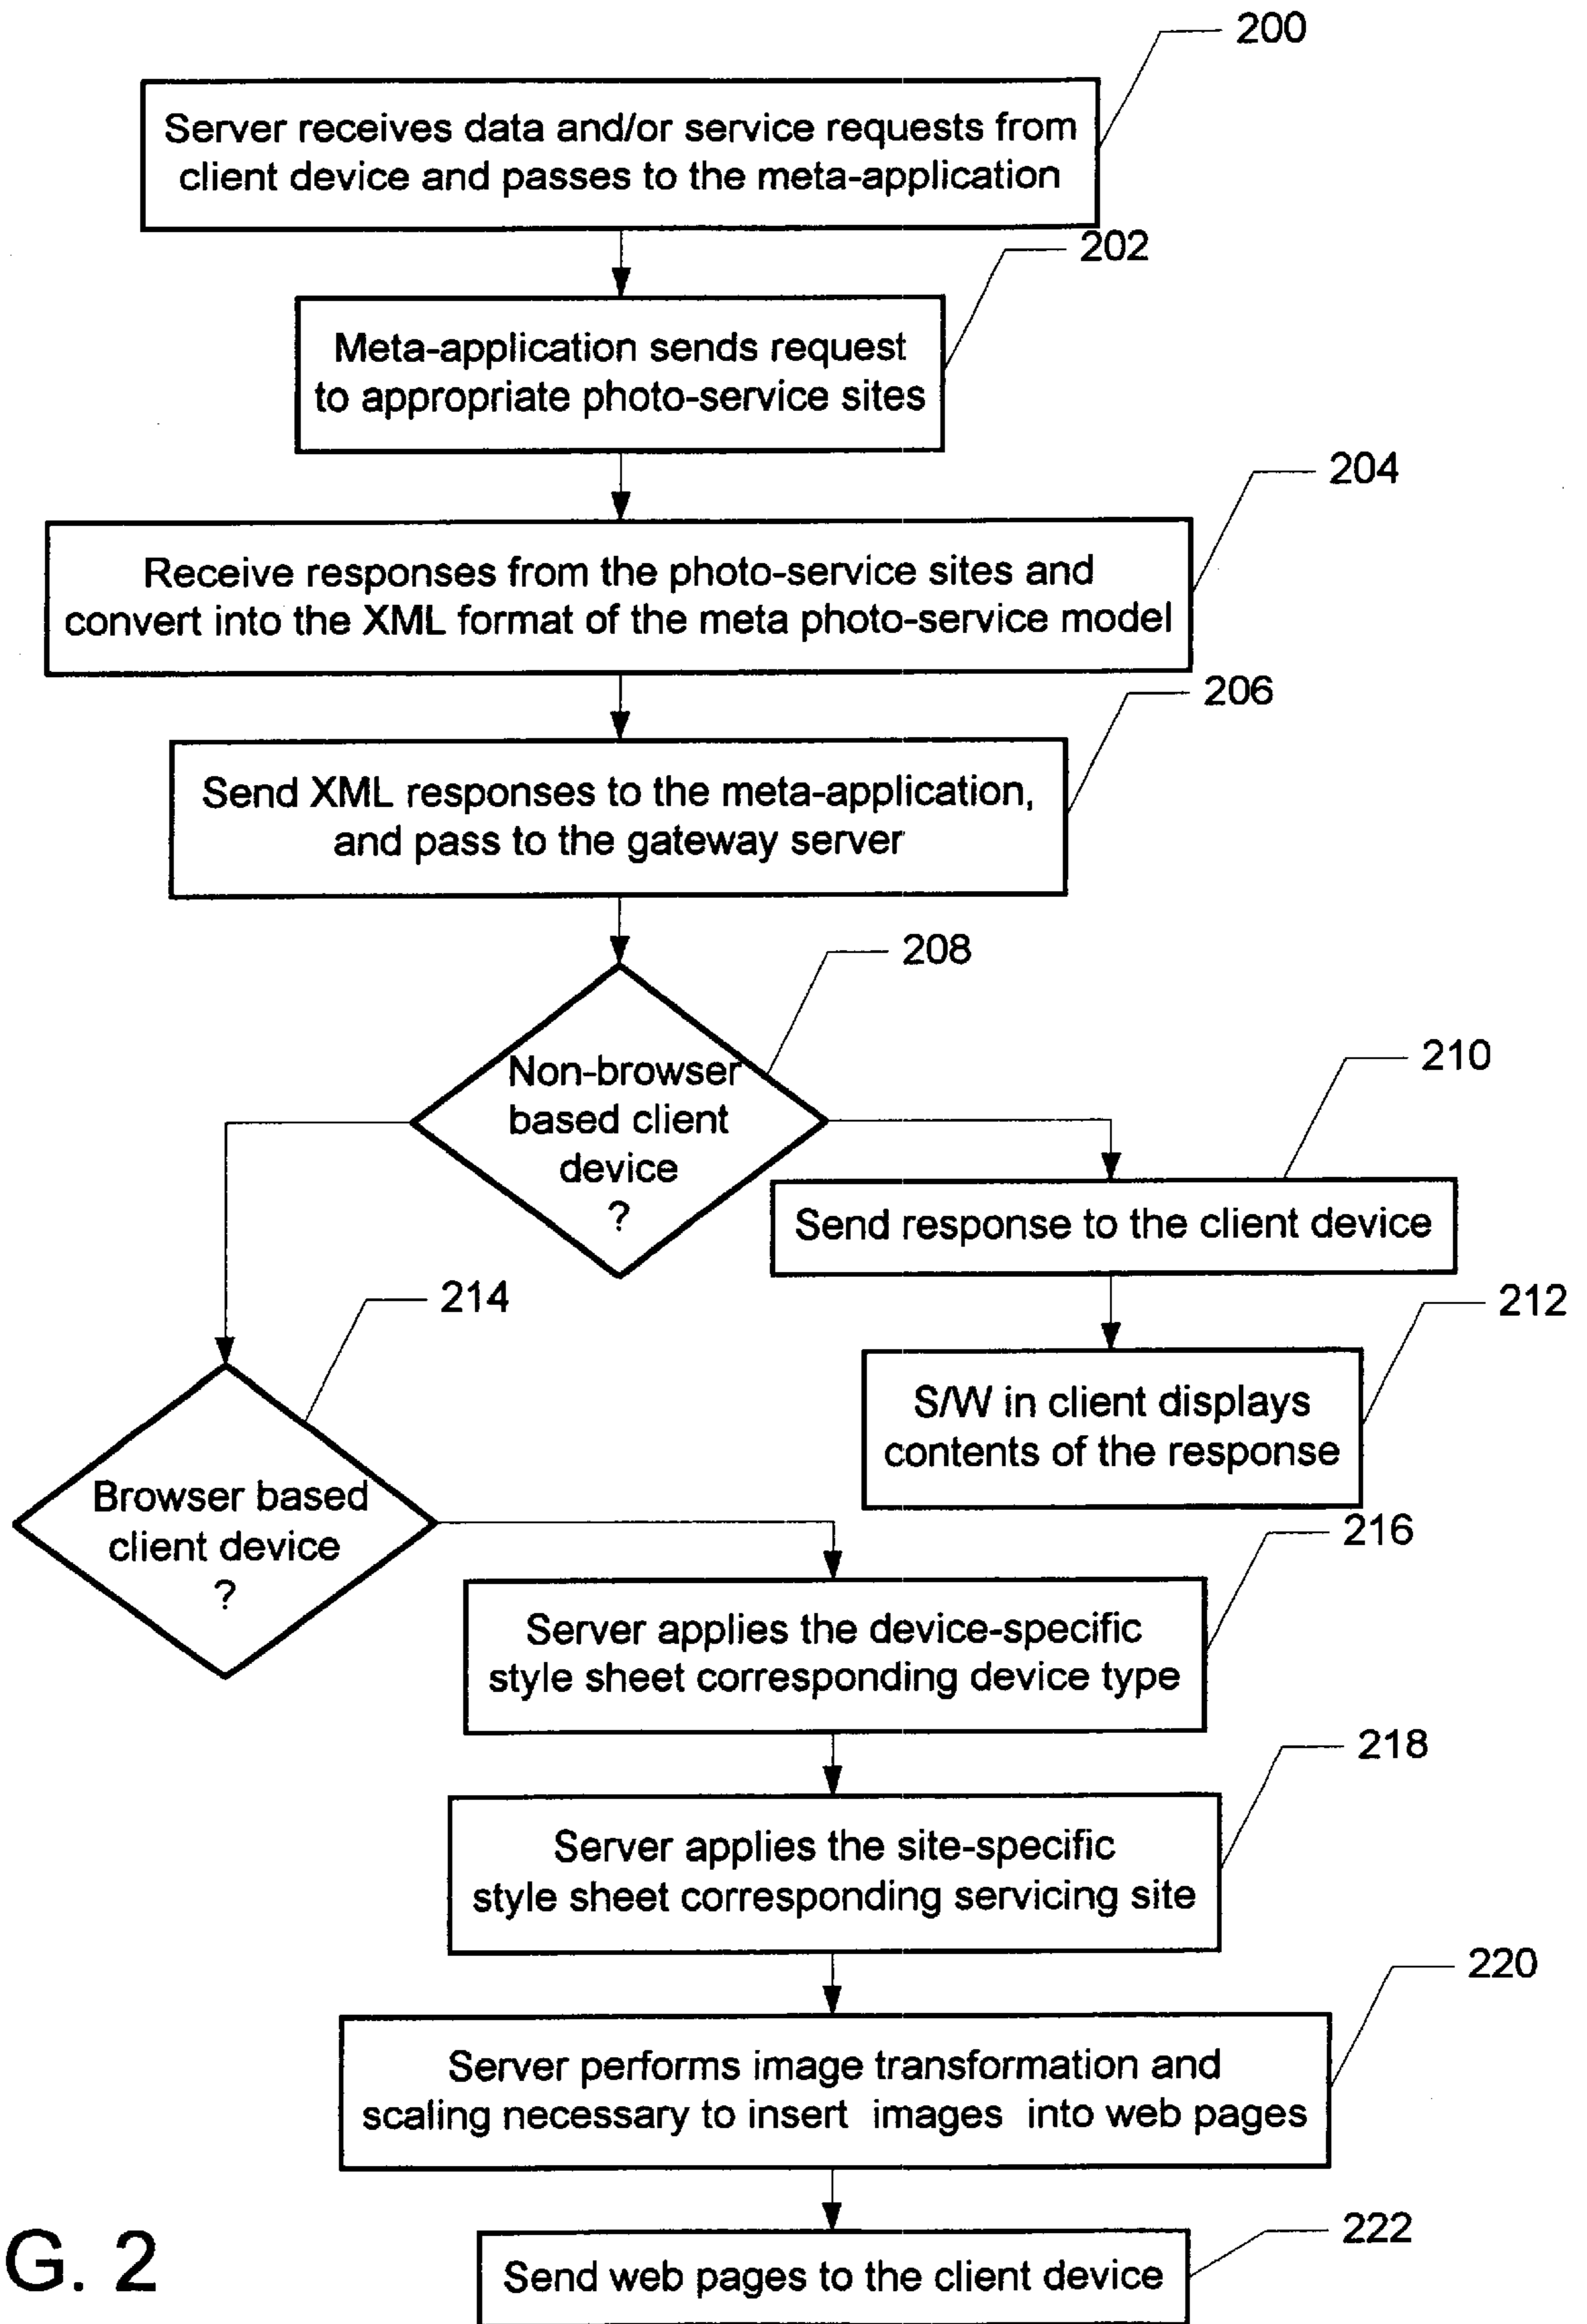 200
Server receives data and/or service requests from
client device and passes to the meta-application
202
Meta-application sends request
to appropriate photo-service sites
204
Receive responses from the photo-service sites and
convert into the XML format of the meta photo-service model
206
Send XML responses to the meta-application,
and pass to the gateway server
208
Non-browser
based client
device
?
210
Send response to the client device
212
S/W in client displays
contents of the response
214
Browser based
client device
?
216
Server applies the device-specific
style sheet corresponding device type
218
Server applies the site-specific
style sheet corresponding servicing site
220
Server performs image transformation and
scaling necessary to insert images into web pages
222
Send web pages to the client device
G. 2